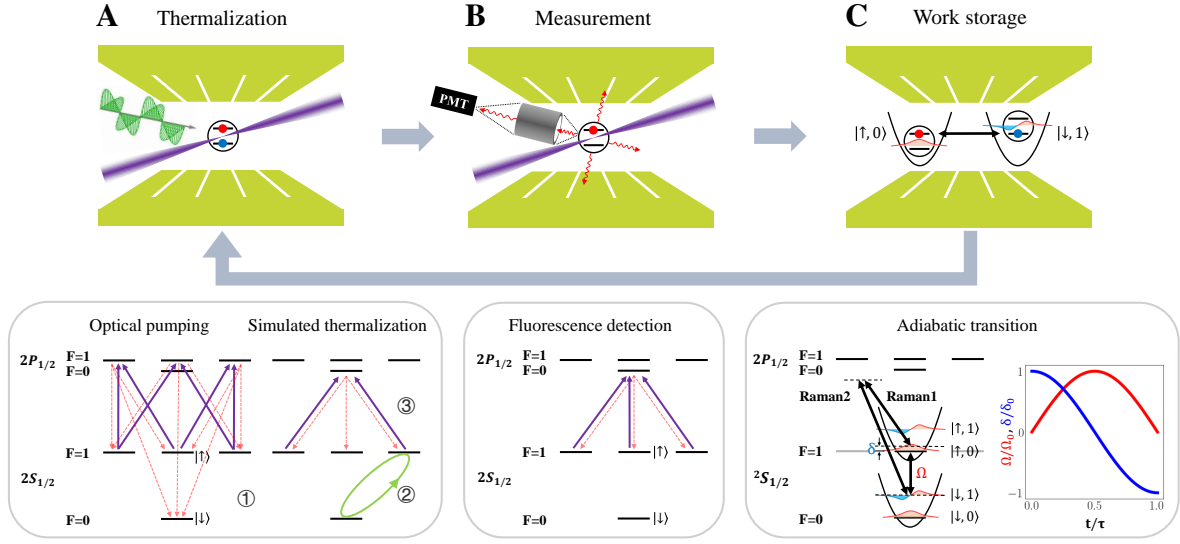 A Thermalization
B Measurement
C Work storage
PMT
|↑, 0⟩
|↓, 1⟩
Optical pumping
Simulated thermalization
2P1/2
F=1
F=0
③
F=1
|↑⟩
2S1/2
①
②
F=0
|↓⟩
Fluorescence detection
2P1/2
F=1
F=0
F=1
|↑⟩
2S1/2
F=0
|↓⟩
Adiabatic transition
2P1/2
F=1
F=0
Raman2
Raman1
|↑, 1⟩
F=1
δ
|↑, 0⟩
Ω
2S1/2
|↓, 1⟩
F=0
|↓, 0⟩
Ω/Ω0, δ/δ0
1
0
−1
0.0 0.5 1.0
t/τ